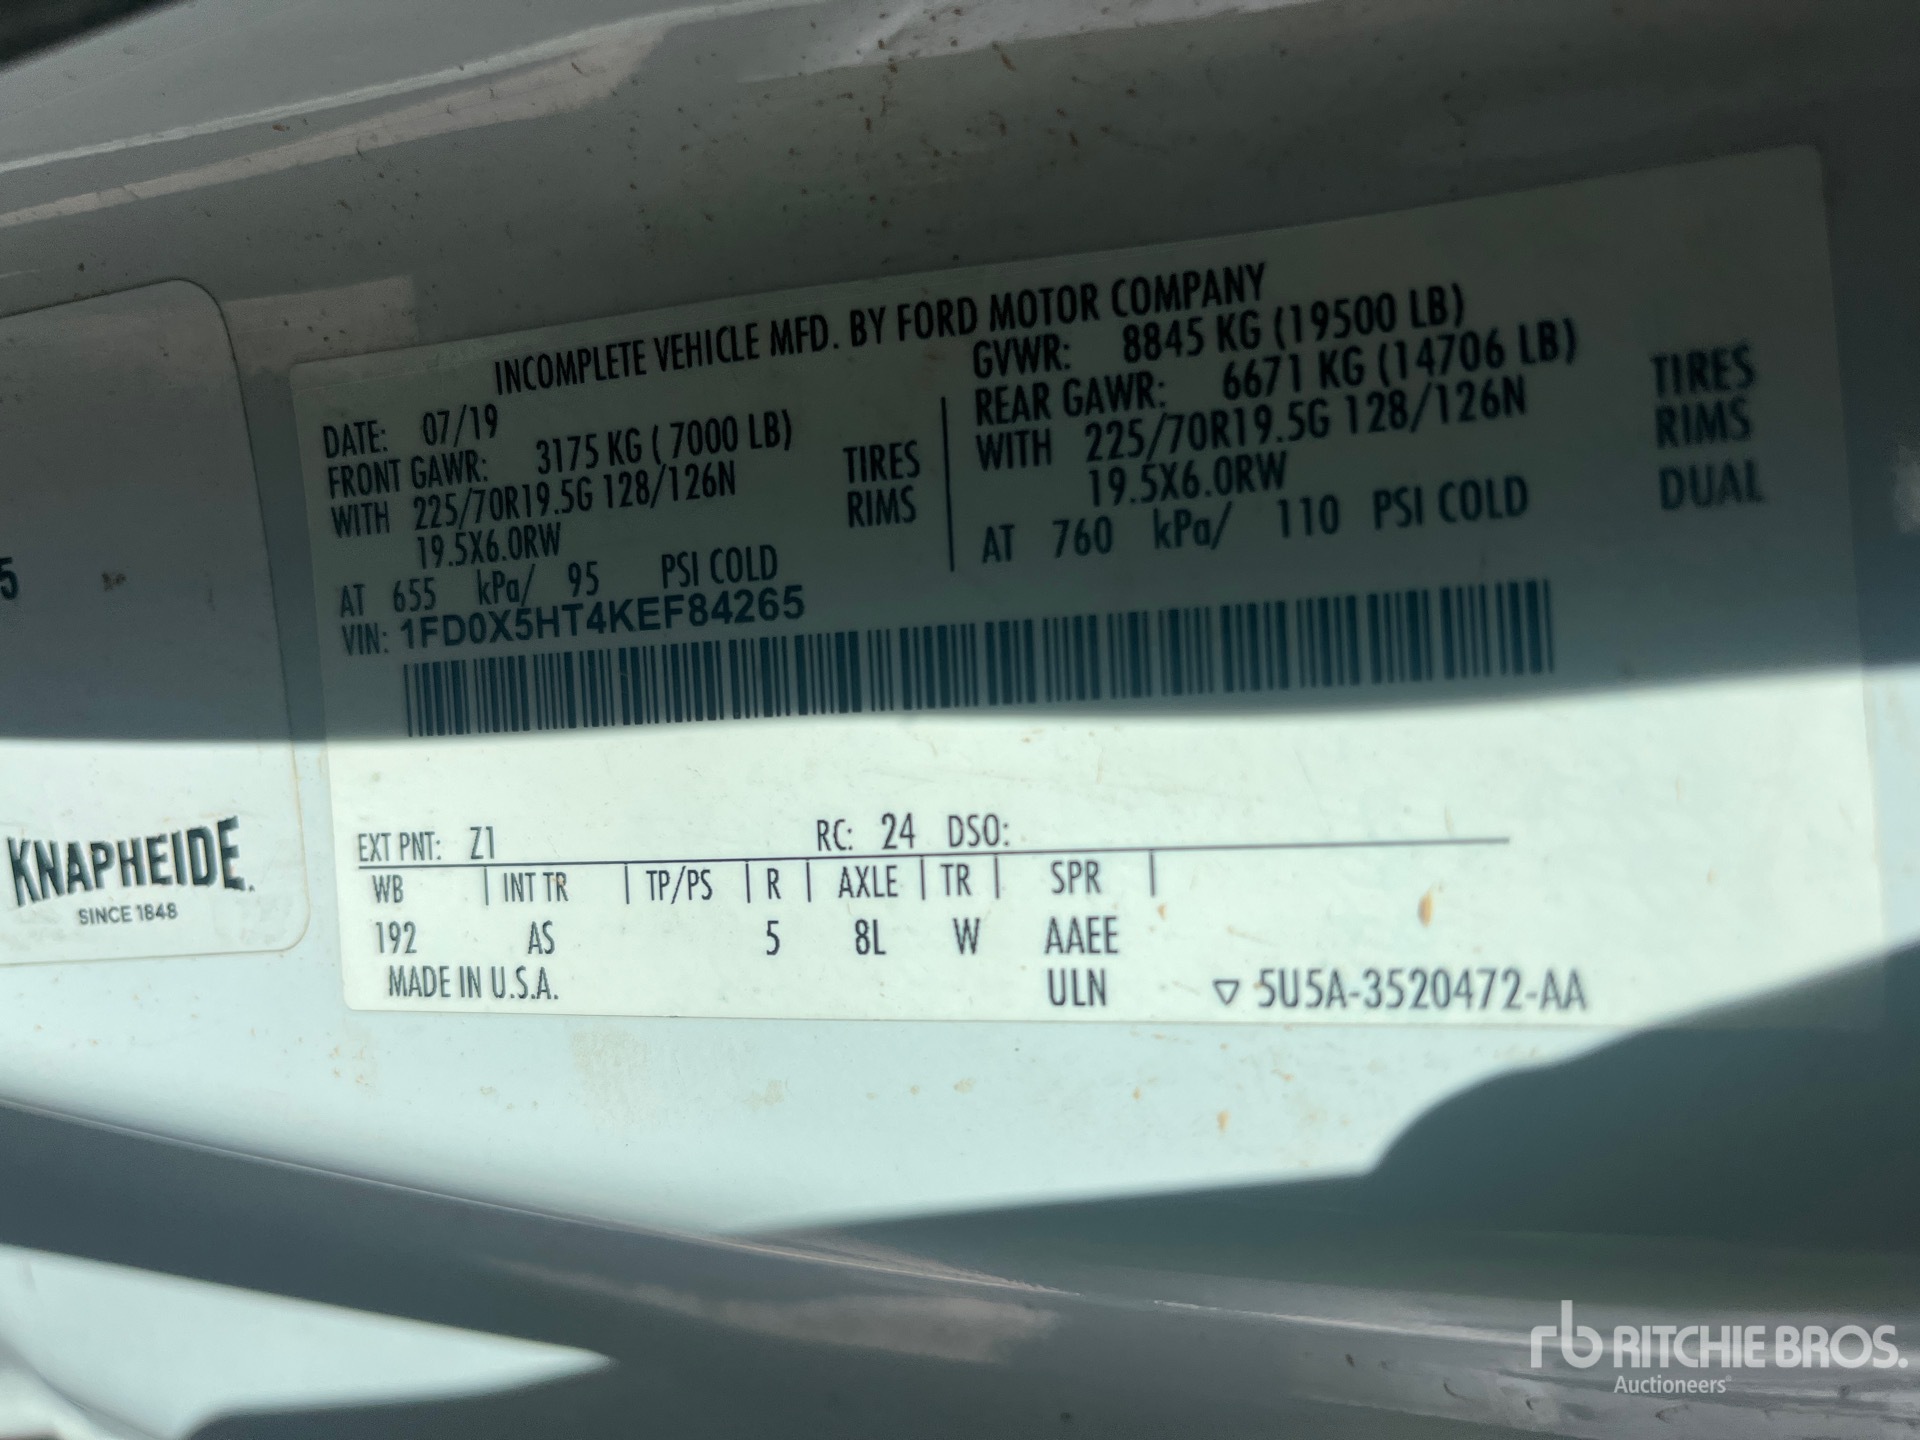 INCOMPLETE VEHICLE MFD. BY FORD MOTOR COMPANY
DATE: 07/19
GVWR: 8845 KG (19500 LB)
FRONT GAWR: 3175 KG ( 7000 LB)
REAR GAWR: 6671 KG (14706 LB)
WITH 225/70R19.5G 128/126N TIRES
19.5X6.0RW RIMS
WITH 225/70R19.5G 128/126N TIRES
19.5X6.0RW RIMS
AT 655 kPa/ 95 PSI COLD
AT 760 kPa/ 110 PSI COLD DUAL
VIN: 1FD0X5HT4KEF84265
EXT PNT: Z1 RC: 24 DSO:
WB | INT TR | TP/PS | R | AXLE | TR | SPR |
192 AS 5 8L W AAEE
MADE IN U.S.A. ULN ▽ 5U5A-3520472-AA
5
KNAPHEIDE.
SINCE 1848
rb RITCHIE BROS.
Auctioneers